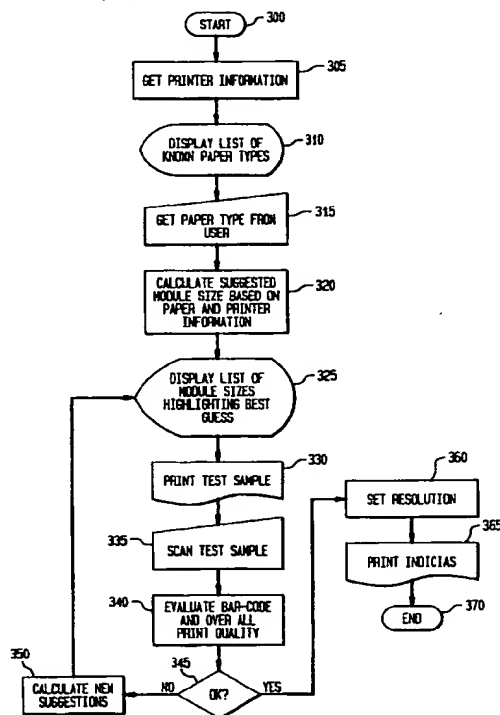 START
300
305
GET PRINTER INFORMATION
DISPLAY LIST OF
KNOWN PAPER TYPES
310
GET PAPER TYPE FROM
USER
315
CALCULATE SUGGESTED
MODULE SIZE BASED ON
PAPER AND PRINTER
INFORMATION
320
DISPLAY LIST OF
MODULE SIZES
HIGHLIGHTING BEST
GUESS
325
330
PRINT TEST SAMPLE
335
SCAN TEST SAMPLE
340
EVALUATE BAR-CODE
AND OVER ALL
PRINT QUALITY
345
OK?
NO
YES
350
CALCULATE NEW
SUGGESTIONS
360
SET RESOLUTION
365
PRINT INDICIAS
END
370